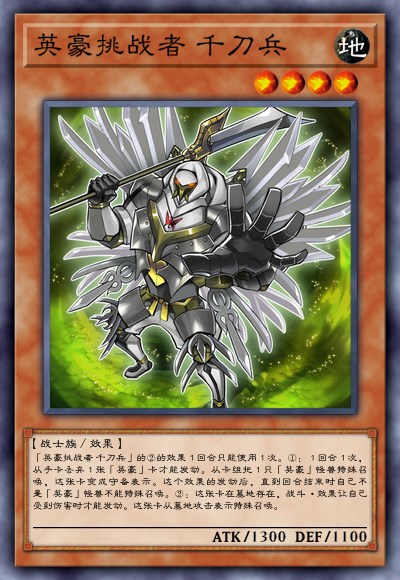 英豪挑战者 千刀兵
地
【战士族/效果】
「英豪挑战者 千刀兵」的②的效果1回合只能使用1次。①：1回合1次，
从手卡丢弃1张「英豪」卡才能发动。从卡组把1只「英豪」怪兽特殊召
唤，这张卡变成守备表示。这个效果的发动后，直到回合结束时自己不
是「英豪」怪兽不能特殊召唤。②：这张卡在墓地存在，战斗·效果让自己
受到伤害时才能发动。这张卡从墓地攻击表示特殊召唤。
ATK/1300 DEF/1100